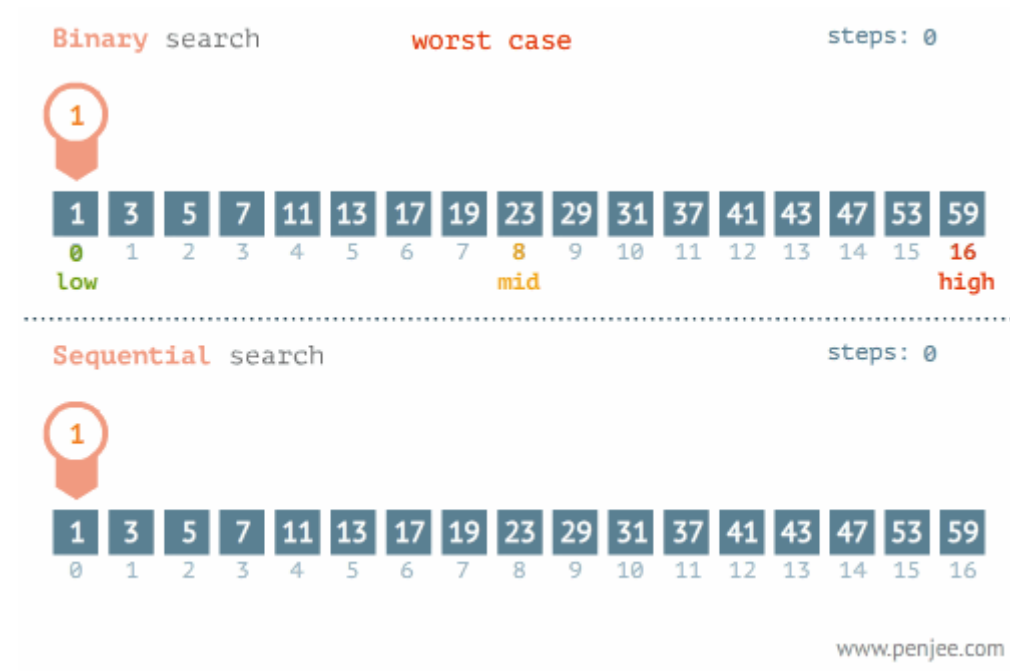 Binary search worst case steps: 0
1
1 3 5 7 11 13 17 19 23 29 31 37 41 43 47 53 59
0 1 2 3 4 5 6 7 8 9 10 11 12 13 14 15 16
low mid high
Sequential search steps: 0
1
1 3 5 7 11 13 17 19 23 29 31 37 41 43 47 53 59
0 1 2 3 4 5 6 7 8 9 10 11 12 13 14 15 16
www.penjee.com